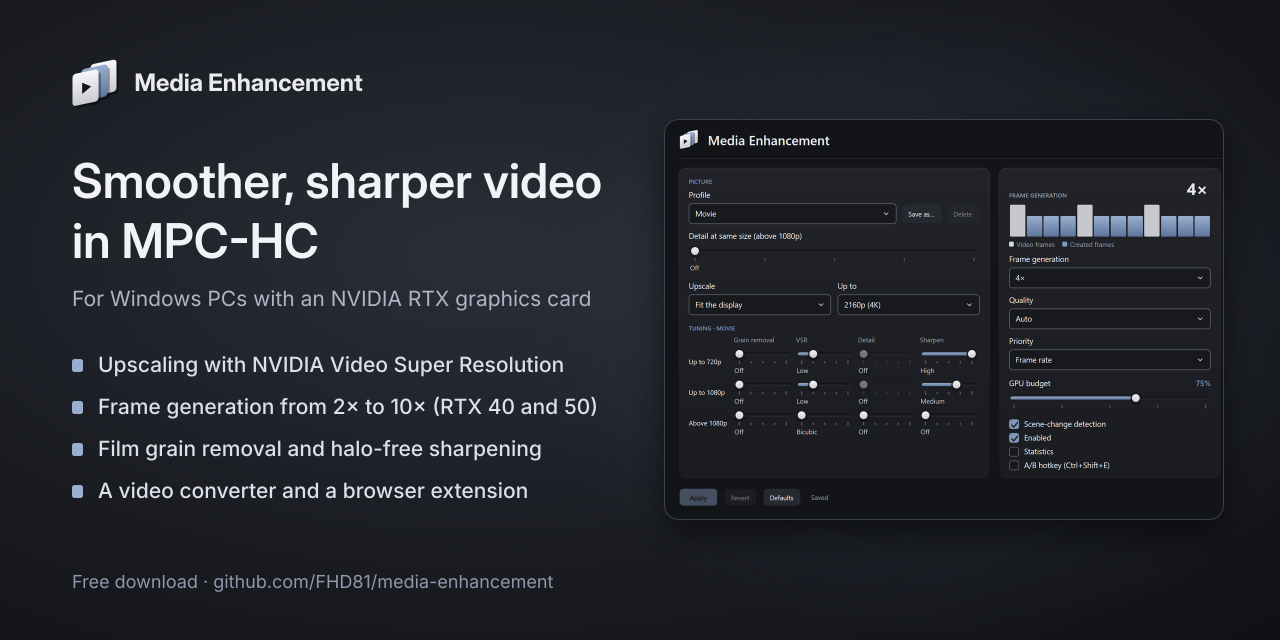 Media Enhancement
Smoother, sharper video
in MPC-HC
For Windows PCs with an NVIDIA RTX graphics card
Upscaling with NVIDIA Video Super Resolution
Frame generation from 2× to 10× (RTX 40 and 50)
Film grain removal and halo-free sharpening
A video converter and a browser extension
Free download · github.com/FHD81/media-enhancement
Media Enhancement
PICTURE
Profile
Movie
Save as...
Delete
Detail at same size (above 1080p)
Off
Upscale
Up to
Fit the display
2160p (4K)
TUNING · MOVIE
Grain removal
VSR
Detail
Sharpen
Up to 720p
Off
Low
Off
High
Up to 1080p
Off
Low
Off
Medium
Above 1080p
Off
Bicubic
Off
Off
4×
FRAME GENERATION
Video frames
Created frames
Frame generation
4×
Quality
Auto
Priority
Frame rate
GPU budget
75%
Scene-change detection
Enabled
Statistics
A/B hotkey (Ctrl+Shift+E)
Apply
Revert
Defaults
Saved